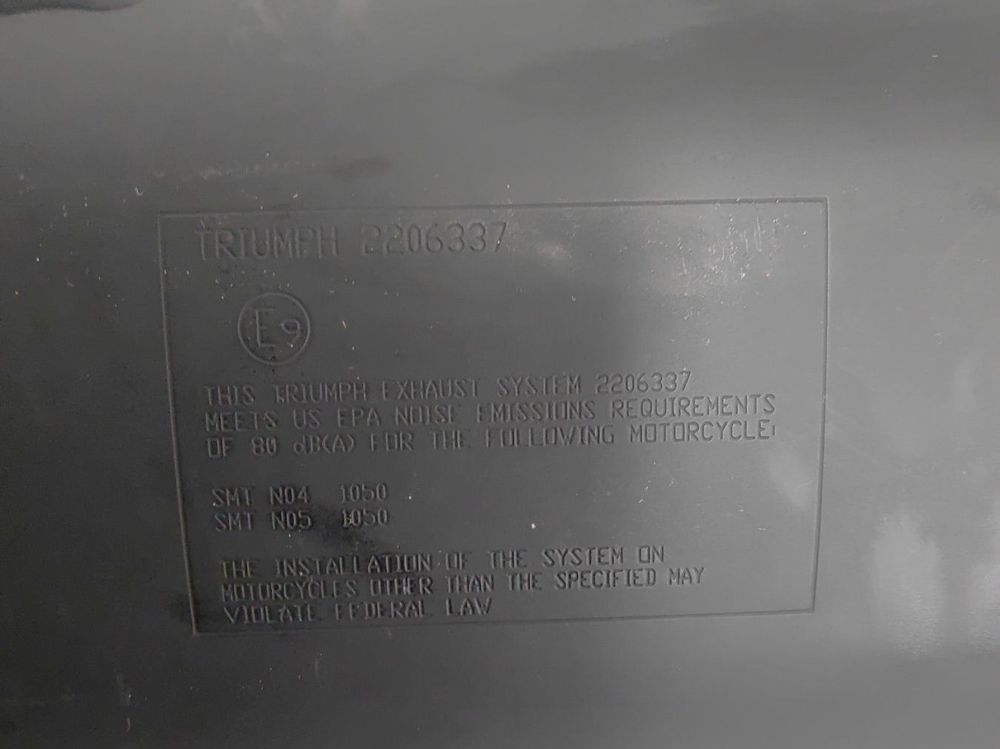 TRIUMPH 2206337
E9
THIS TRIUMPH EXHAUST SYSTEM 2206337
MEETS US EPA NOISE EMISSIONS REQUIREMENTS
OF 80 dB(A) FOR THE FOLLOWING MOTORCYCLE:
SMT N04 1050
SMT N05 1050
THE INSTALLATION OF THE SYSTEM ON
MOTORCYCLES OTHER THAN THE SPECIFIED MAY
VIOLATE FEDERAL LAW